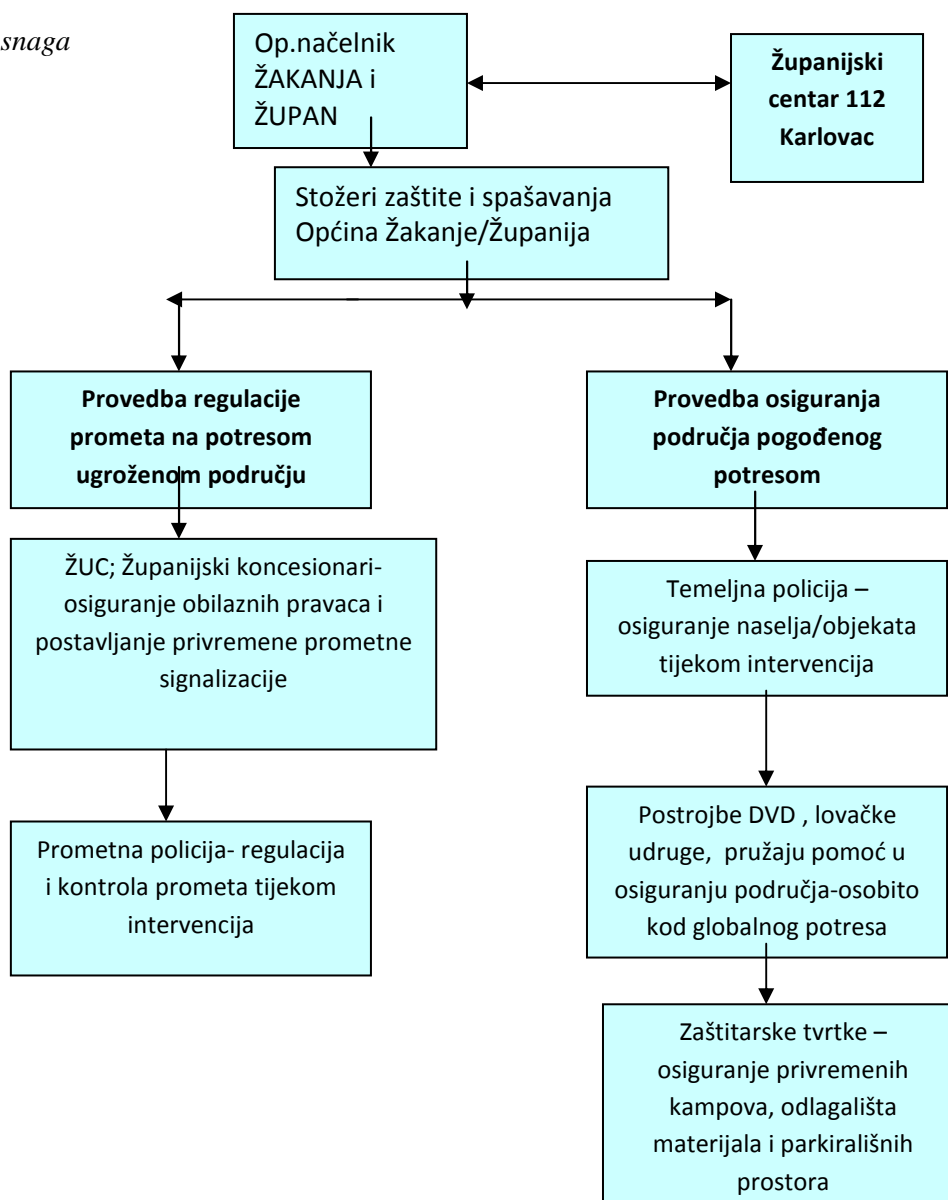 snaga
Op.načelnik
ŽAKANJA i
ŽUPAN
Županijski
centar 112
Karlovac
Stožeri zaštite i spašavanja
Općina Žakanje/Županija
Provedba regulacije
prometa na potresom
ugroženom području
Provedba osiguranja
područja pogođenog
potresom
ŽUC; Županijski koncesionari-
osiguranje obilaznih pravaca i
postavljanje privremene prometne
signalizacije
Temeljna policija –
osiguranje naselja/objekata
tijekom intervencija
Prometna policija- regulacija
i kontrola prometa tijekom
intervencija
Postrojbe DVD , lovačke
udruge, pružaju pomoć u
osiguranju područja-osobito
kod globalnog potresa
Zaštitarske tvrtke –
osiguranje privremenih
kampova, odlagališta
materijala i parkirališnih
prostora